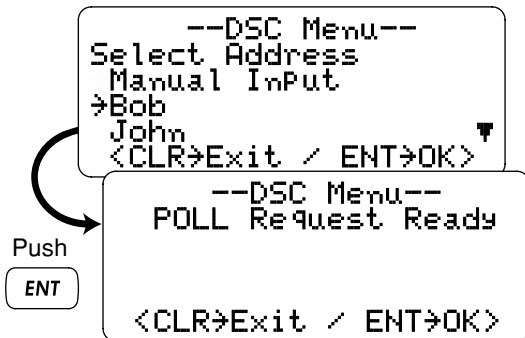 --DSC Menu--
Select Address
Manual InPut
→Bob
John ▼
<CLR→Exit / ENT→OK>
--DSC Menu--
POLL Request Ready
Push
ENT
<CLR→Exit / ENT→OK>